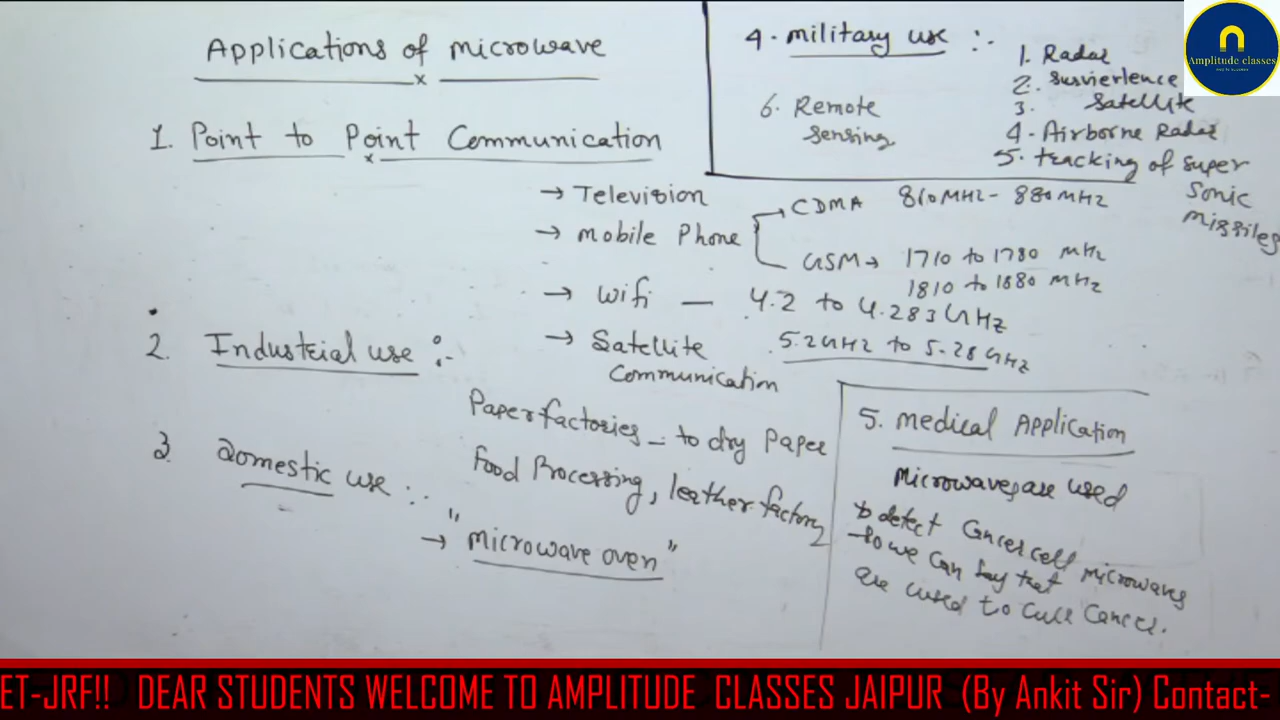 Applications of microwave
x
1. Point to Point Communication
x
→ Television
→ mobile Phone
→ CDMA 810MHZ - 880MHZ
GSM → 1710 to 1780 MHZ
1810 to 1880 MHZ
→ Wifi — 4.2 to 4.283 GHZ
5.2GHZ to 5.28GHZ
→ Satellite
Communication
2. Industrial use :-
Paper factories - to dry Paper
Food Processing, leather factory
3. Domestic use :-
→ "microwave oven"
4. military use :-
1. Radar
2. Susvierlence
3. Satellite
4. Airborne Radar
5. tracking of super
Sonic
missiles
6. Remote
Sensing
5. Medical Application
Microwaves are used
to detect Cancer cell microwaves
So we can say that
are used to Cure Cancer.
Amplitude classes
ET-JRF!! DEAR STUDENTS WELCOME TO AMPLITUDE CLASSES JAIPUR (By Ankit Sir) Contact-